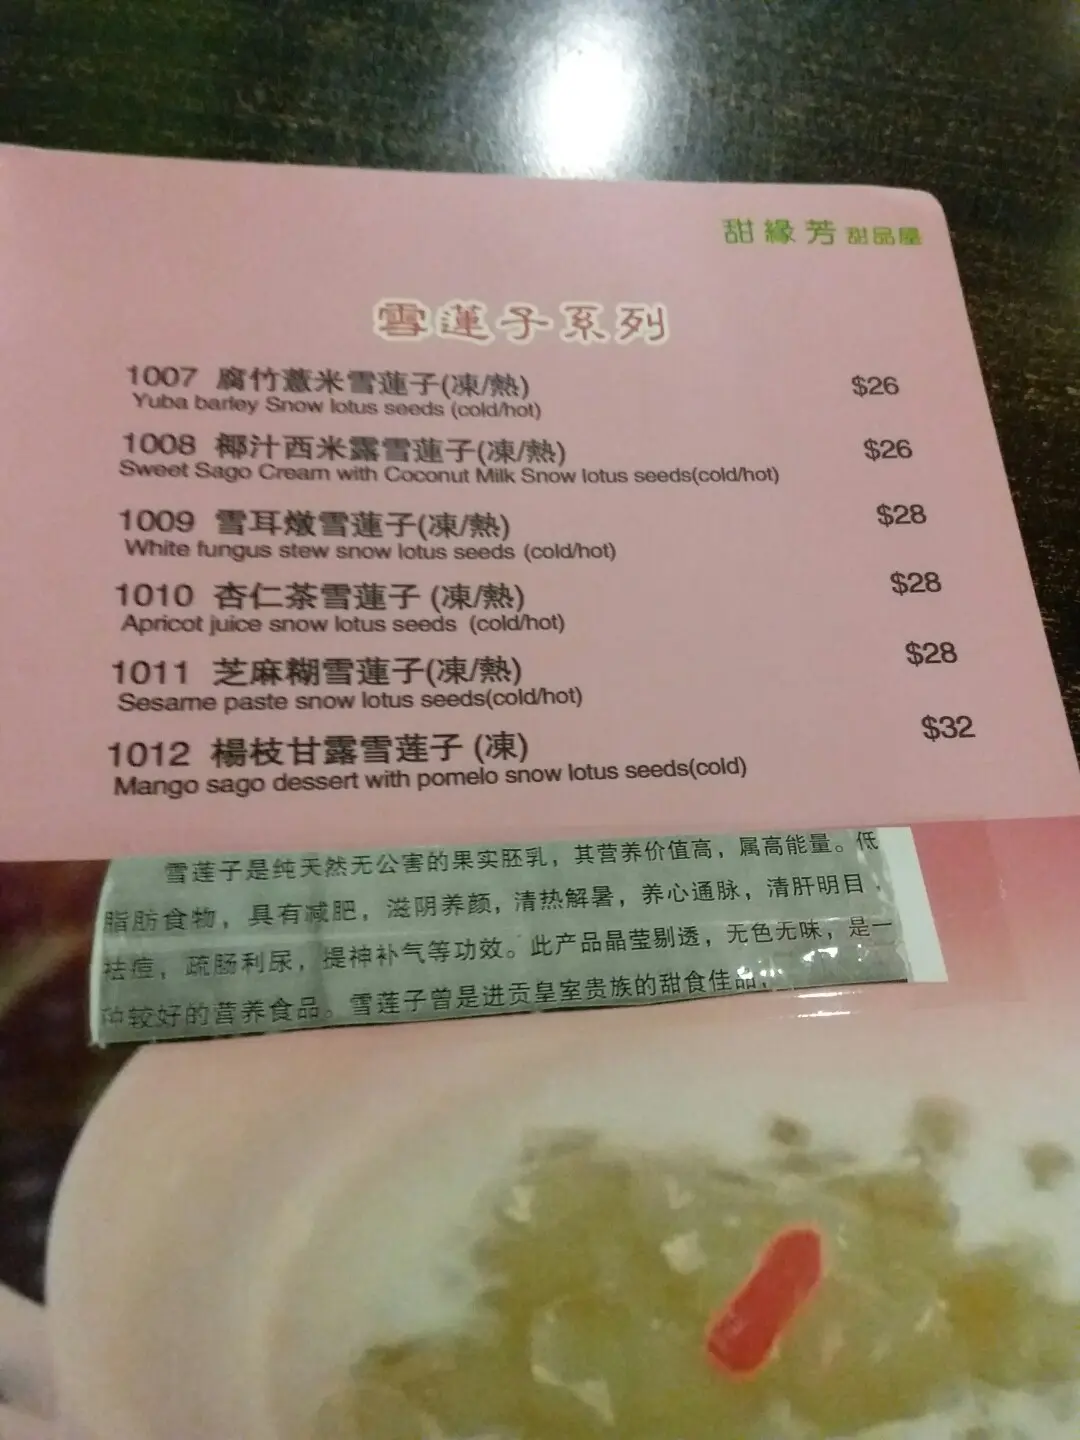 甜緣芳 甜品屋
雪蓮子系列
1007 腐竹薏米雪蓮子(凍/熱) $26
Yuba barley Snow lotus seeds (cold/hot)
1008 椰汁西米露雪蓮子(凍/熱) $26
Sweet Sago Cream with Coconut Milk Snow lotus seeds(cold/hot)
1009 雪耳燉雪蓮子(凍/熱) $28
White fungus stew snow lotus seeds (cold/hot)
1010 杏仁茶雪蓮子 (凍/熱) $28
Apricot juice snow lotus seeds (cold/hot)
1011 芝麻糊雪蓮子(凍/熱) $28
Sesame paste snow lotus seeds(cold/hot)
1012 楊枝甘露雪莲子 (凍) $32
Mango sago dessert with pomelo snow lotus seeds(cold)
雪莲子是纯天然无公害的果实胚乳，其营养价值高，属高能量。低
脂肪食物，具有减肥，滋阴养颜，清热解暑，养心通脉，清肝明目，
祛痘，疏肠利尿，提神补气等功效。此产品晶莹剔透，无色无味，是一
种较好的营养食品。雪莲子曾是进贡皇室贵族的甜食佳品，